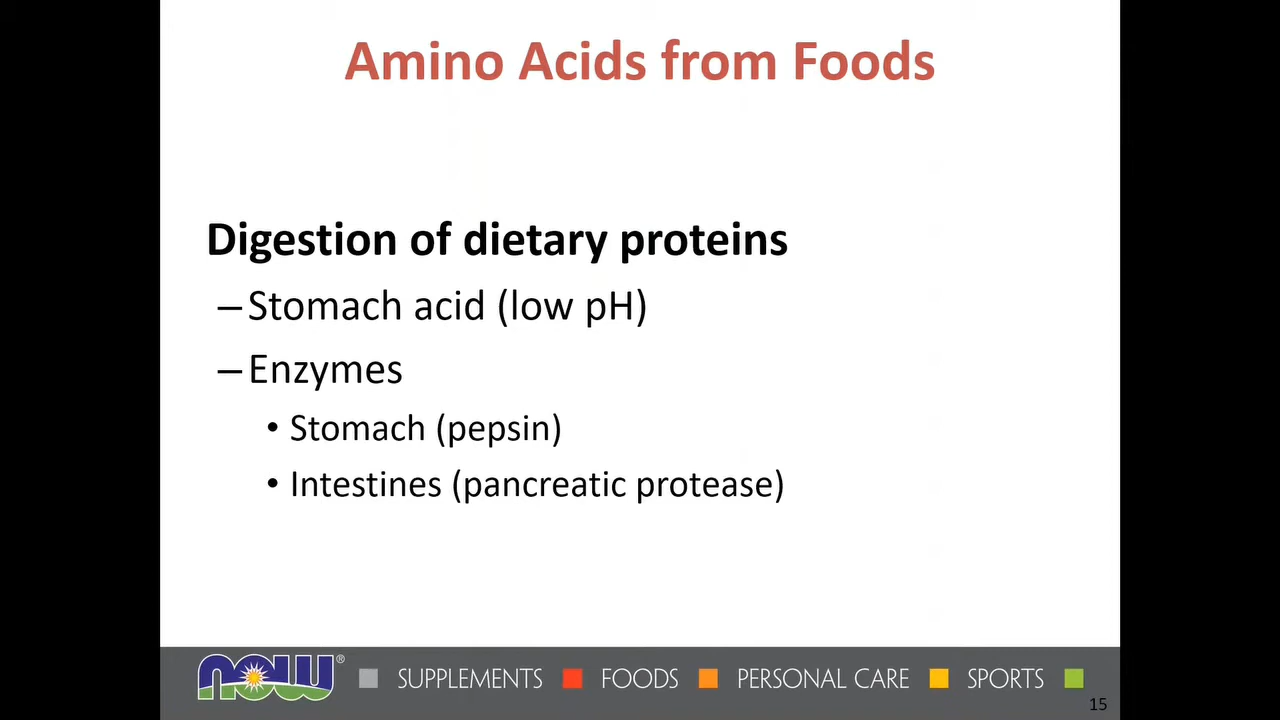 Amino Acids from Foods
Digestion of dietary proteins
–Stomach acid (low pH)
–Enzymes
• Stomach (pepsin)
• Intestines (pancreatic protease)
NOW® SUPPLEMENTS FOODS PERSONAL CARE SPORTS
15